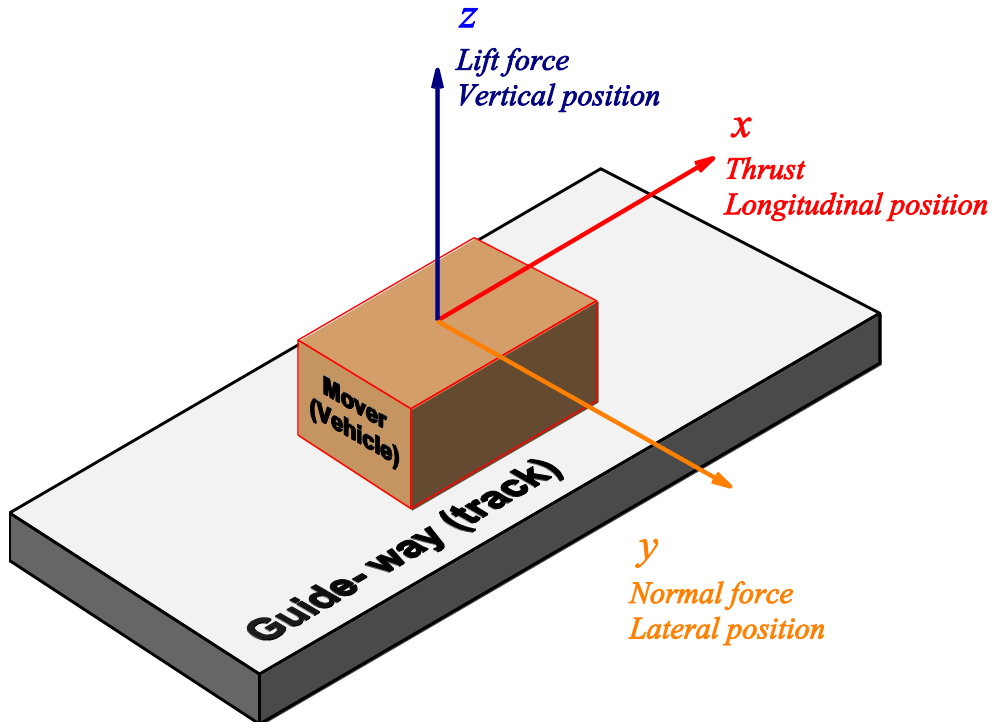 z
Lift force
Vertical position
x
Thrust
Longitudinal position
Mover
(Vehicle)
Guide- way (track)
y
Normal force
Lateral position